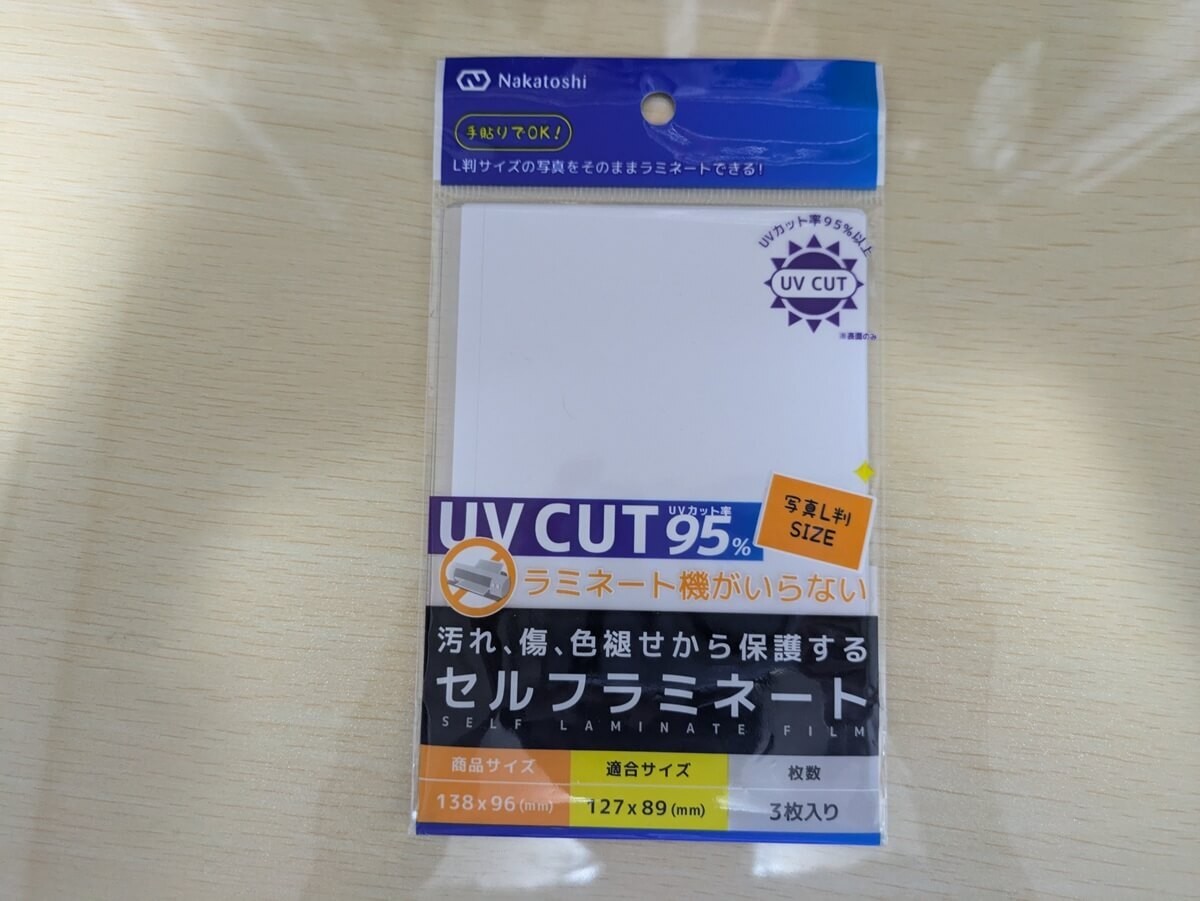 Nakatoshi
手貼りでOK!
L判サイズの写真をそのままラミネートできる!
UVカット率95%以上
UV CUT
※表面のみ
UV CUT UVカット率 95%
写真L判
SIZE
ラミネート機がいらない
汚れ、傷、色褪せから保護する
セルフラミネート
SELF LAMINATE FILM
商品サイズ 適合サイズ 枚数
138x96(mm) 127x89(mm) 3枚入り